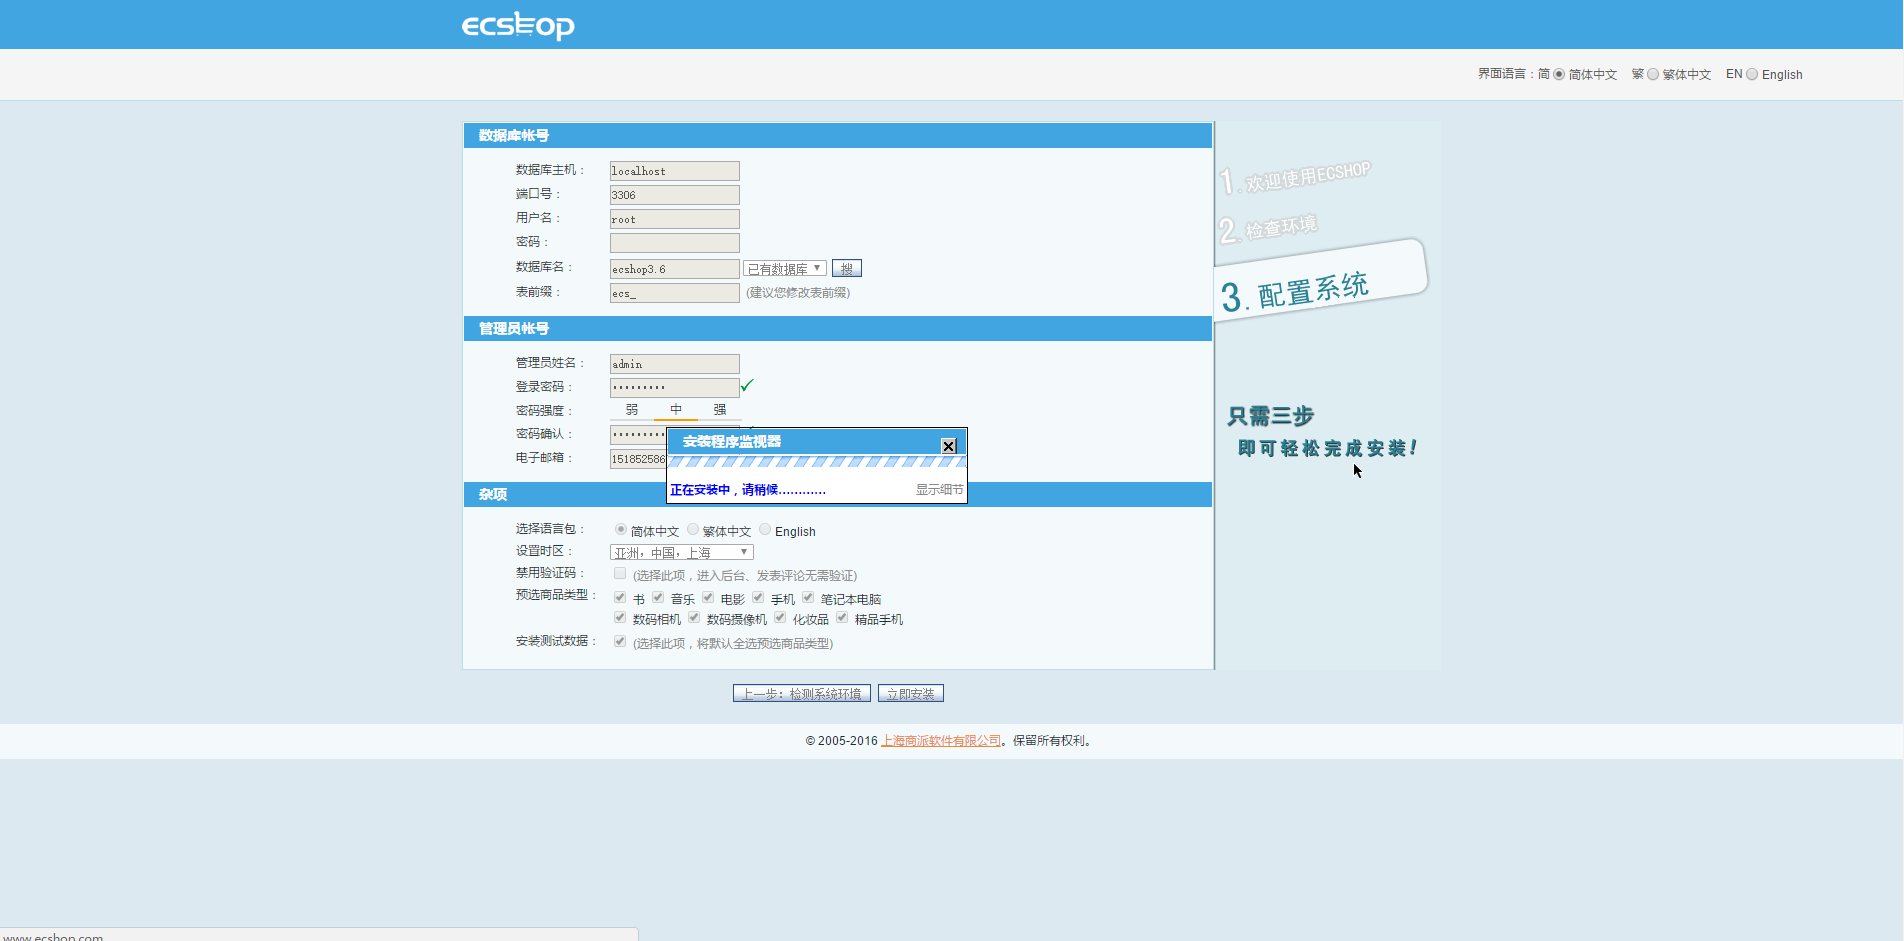 ecshop
界面语言：简 简体中文 繁 繁体中文 EN English
数据库帐号
数据库主机： localhost
端口号： 3306
用户名： root
密码：
数据库名： ecshop3.6 已有数据库 搜
表前缀： ecs_ (建议您修改表前缀)
管理员帐号
管理员姓名： admin
登录密码： •••••••••
密码强度： 弱 中 强
密码确认： ••••••••
电子邮箱： 151852586
安装程序监视器
正在安装中，请稍候............ 显示细节
杂项
选择语言包： 简体中文 繁体中文 English
设置时区： 亚洲，中国，上海
禁用验证码： (选择此项，进入后台、发表评论无需验证)
预选商品类型： 书 音乐 电影 手机 笔记本电脑
数码相机 数码摄像机 化妆品 精品手机
安装测试数据： (选择此项，将默认全选预选商品类型)
1.欢迎使用ECSHOP
2.检查环境
3.配置系统
只需三步
即可轻松完成安装！
上一步：检测系统环境 立即安装
© 2005-2016 上海商派软件有限公司。保留所有权利。
www.ecshop.com